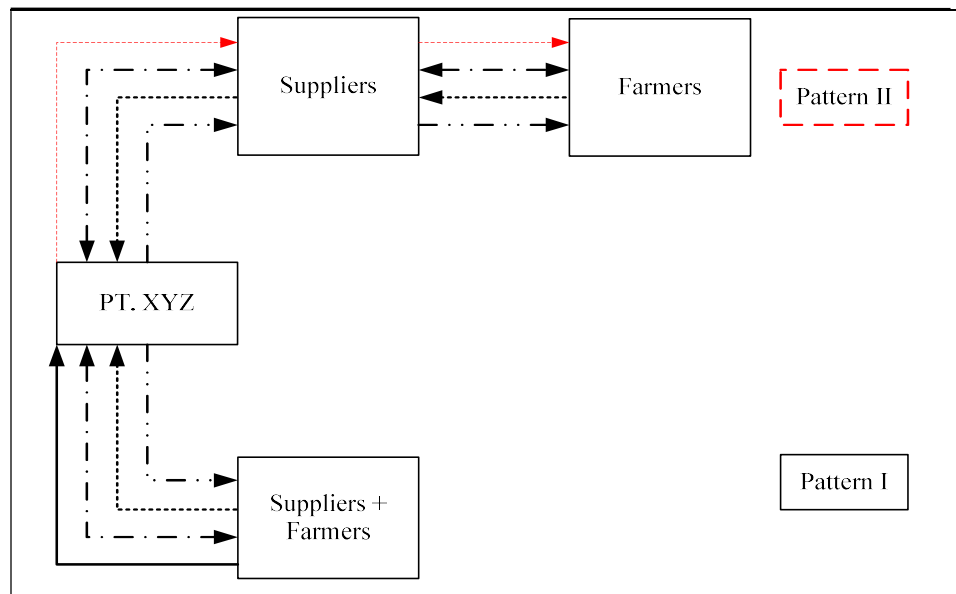 Suppliers
Farmers
Pattern II
PT. XYZ
Suppliers +
Farmers
Pattern I